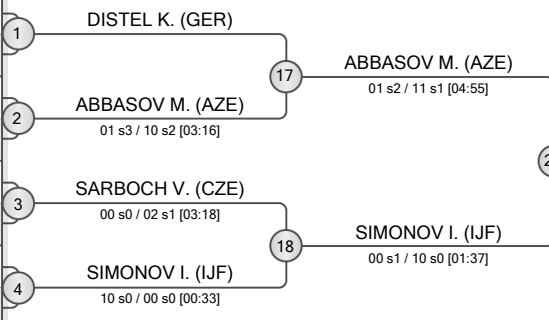 1
DISTEL K. (GER)
17
ABBASOV M. (AZE)
01 s2 / 11 s1 [04:55]
2
ABBASOV M. (AZE)
01 s3 / 10 s2 [03:16]
3
SARBOCH V. (CZE)
00 s0 / 02 s1 [03:18]
18
SIMONOV I. (IJF)
00 s1 / 10 s0 [01:37]
4
SIMONOV I. (IJF)
10 s0 / 00 s0 [00:33]